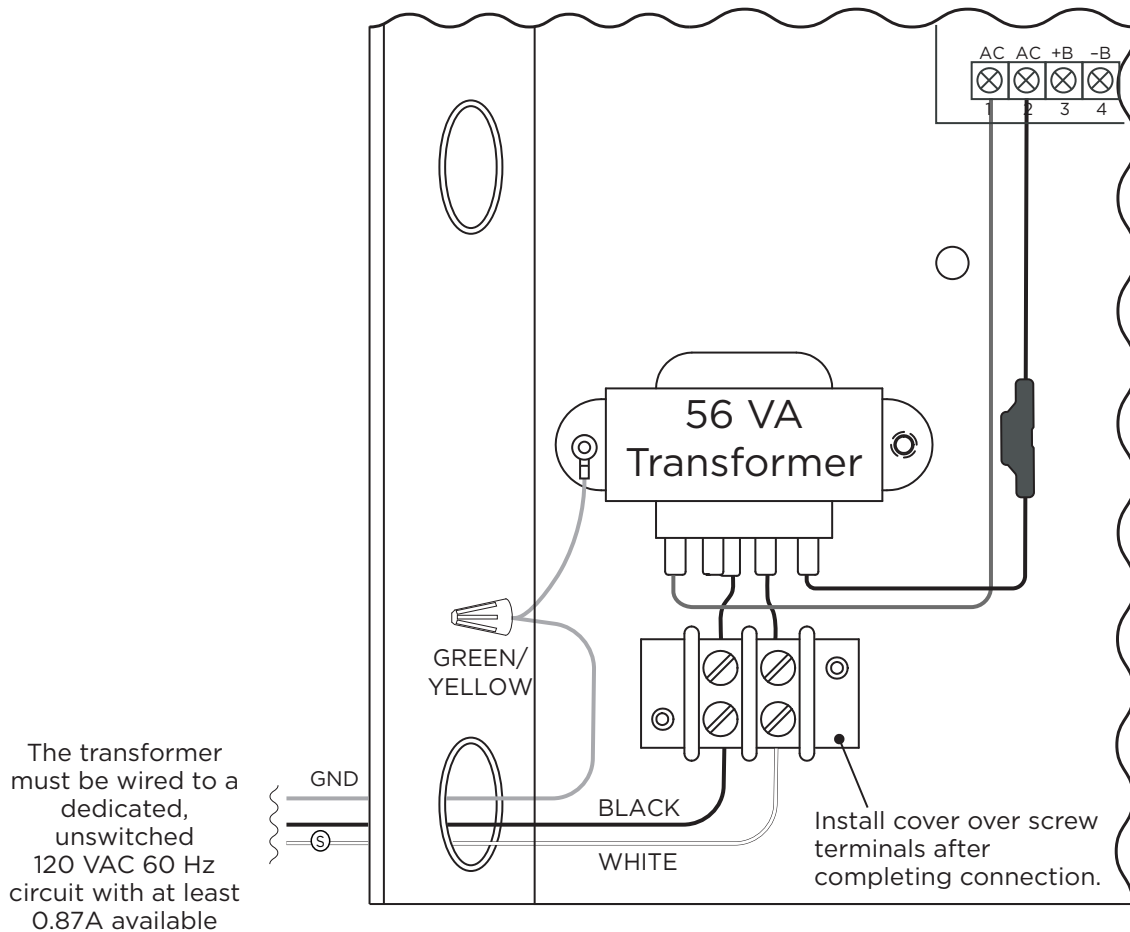 AC AC +B –B
1 2 3 4
56 VA
Transformer
GREEN/
YELLOW
The transformer
must be wired to a
dedicated,
unswitched
120 VAC 60 Hz
circuit with at least
0.87A available
GND
S
BLACK
WHITE
Install cover over screw
terminals after
completing connection.